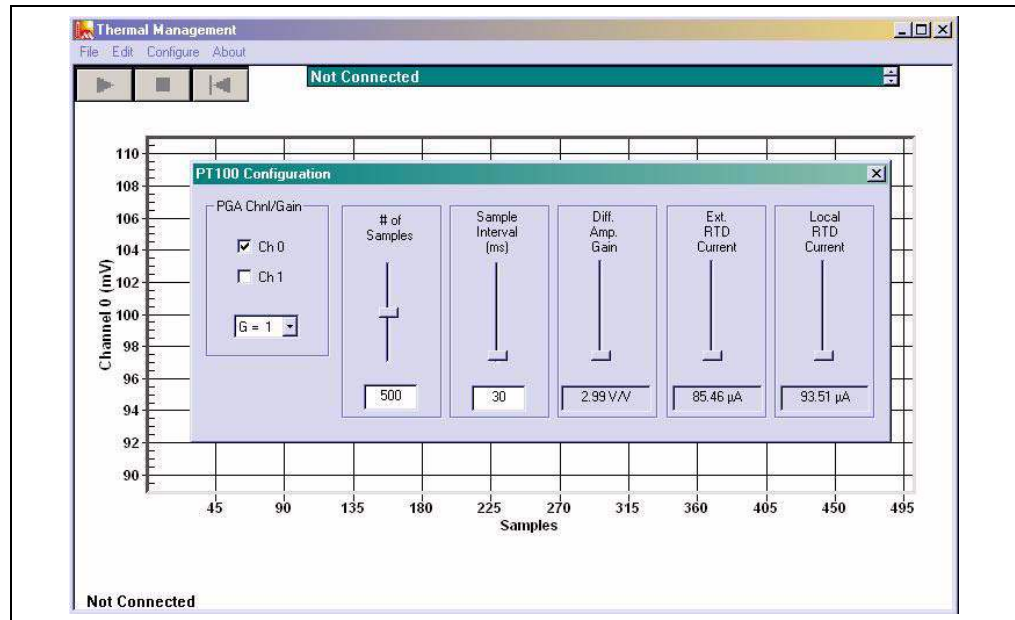 Thermal Management
File Edit Configure About
Not Connected
PT100 Configuration
PGA Chnl/Gain
Ch 0
Ch 1
G = 1
# of
Samples
500
Sample
Interval
(ms)
30
Diff.
Amp.
Gain
2.99 V/V
Ext.
RTD
Current
85.46 µA
Local
RTD
Current
93.51 µA
Channel 0 (mV)
110
108
106
104
102
100
98
96
94
92
90
45 90 135 180 225 270 315 360 405 450 495
Samples
Not Connected